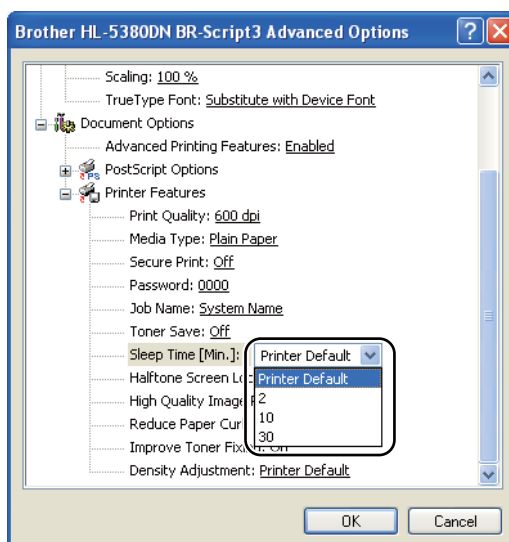 Brother HL-5380DN BR-Script3 Advanced Options
Scaling: 100 %
TrueType Font: Substitute with Device Font
Document Options
Advanced Printing Features: Enabled
PS
PostScript Options
Printer Features
Print Quality: 600 dpi
Media Type: Plain Paper
Secure Print: Off
Password: 0000
Job Name: System Name
Toner Save: Off
Sleep Time [Min.]: Printer Default
Halftone Screen Printer Default
High Quality Image 2
Reduce Paper 10
Improve Toner 30
Density Adjustment: Printer Default
OK Cancel